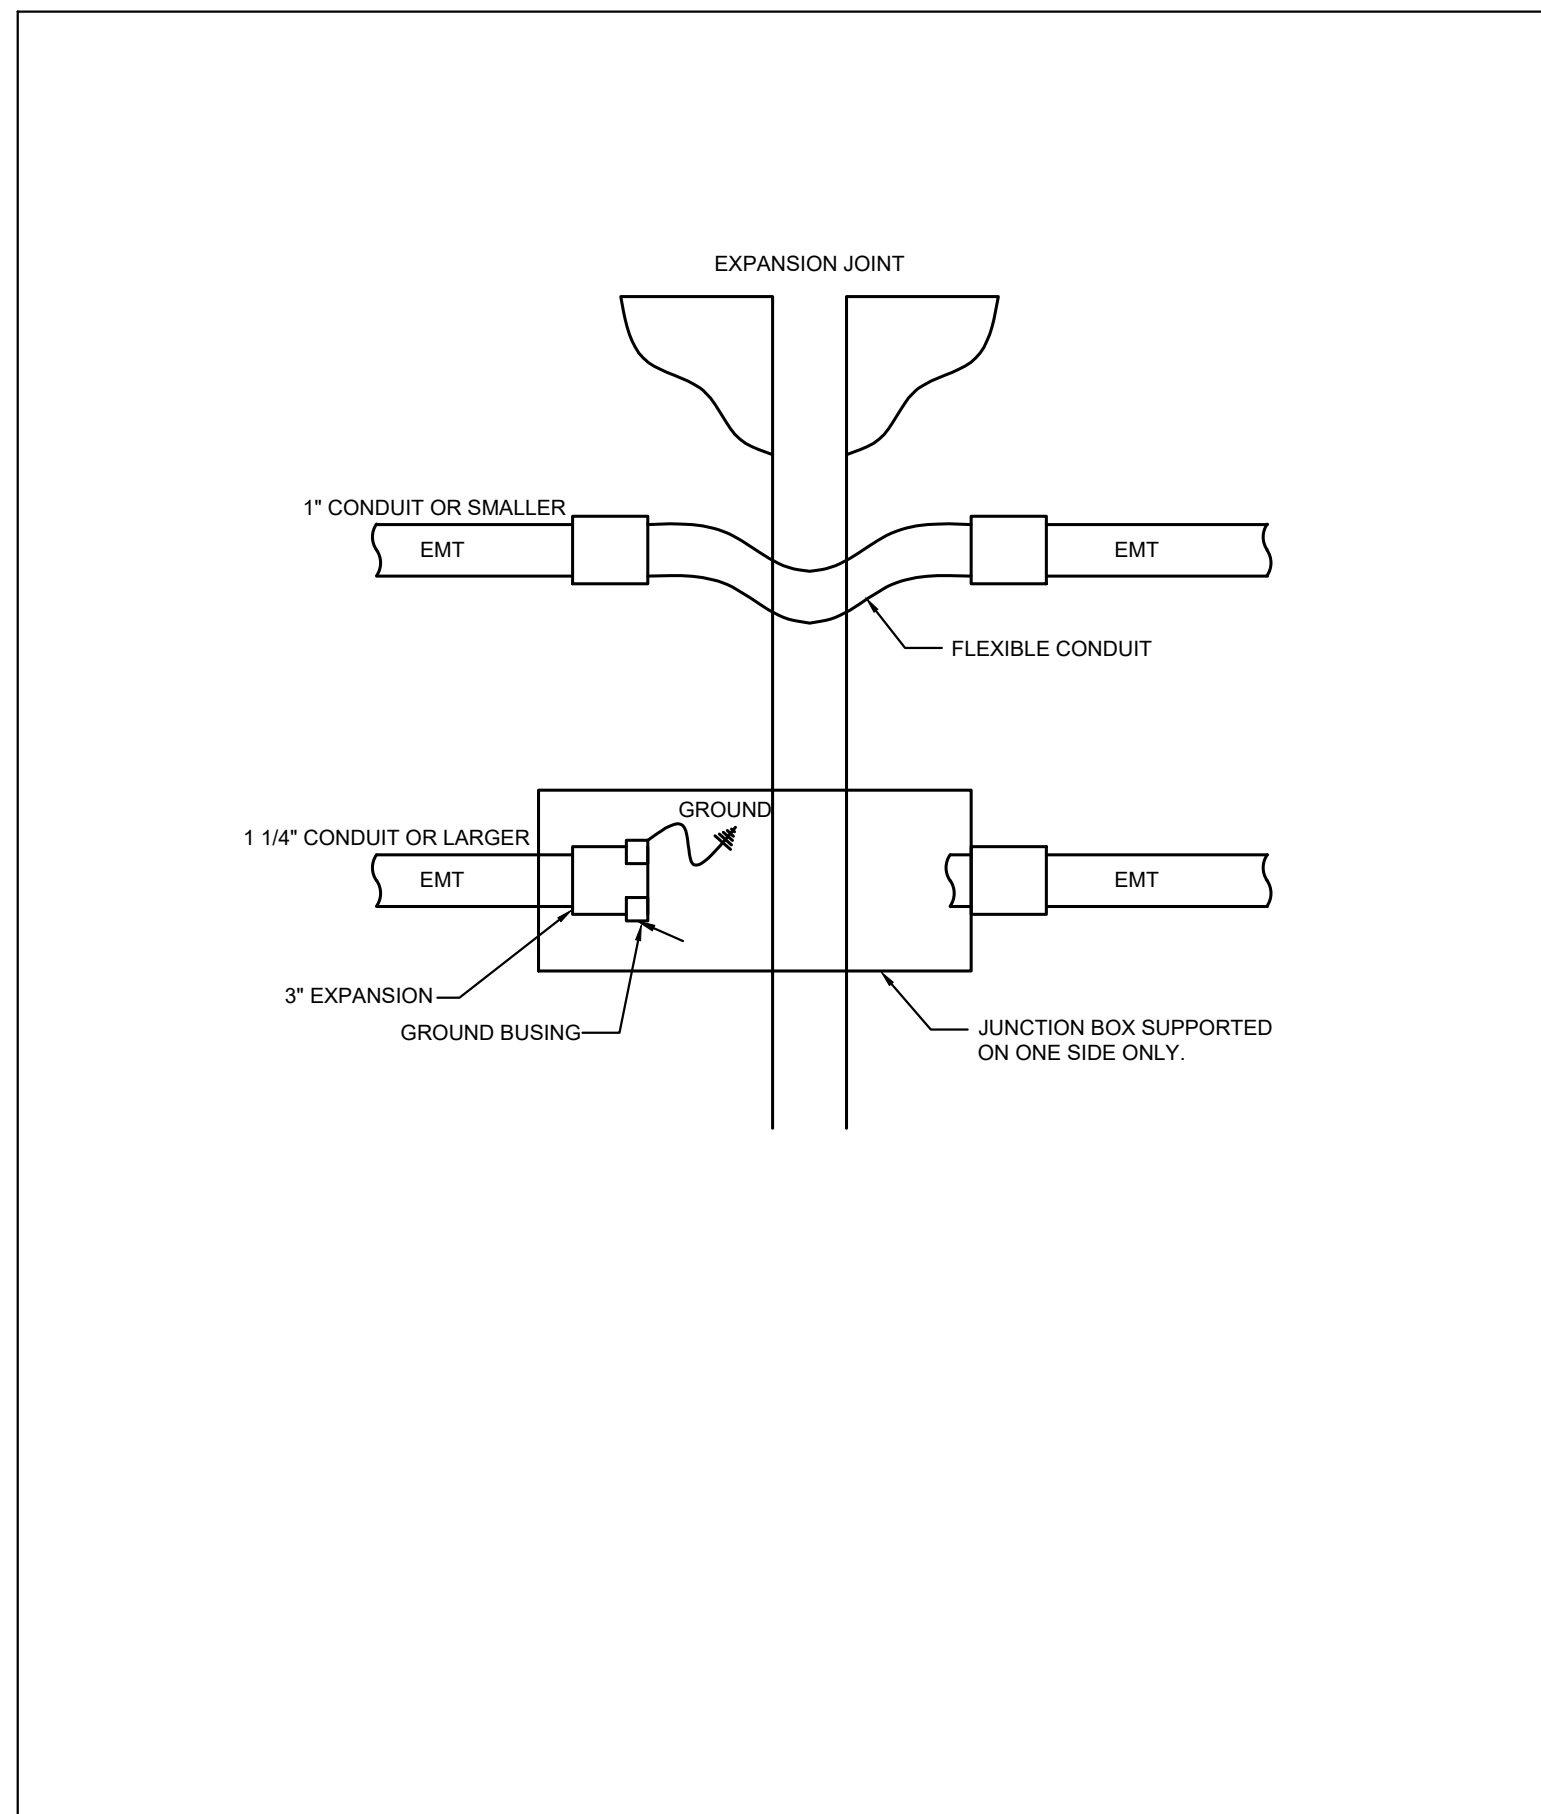 EXPANSION JOINT
1" CONDUIT OR SMALLER
EMT
EMT
FLEXIBLE CONDUIT
GROUND
1 1/4" CONDUIT OR LARGER
EMT
EMT
3" EXPANSION
GROUND BUSING
JUNCTION BOX SUPPORTED
ON ONE SIDE ONLY.